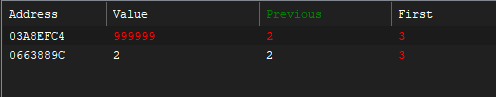 Address Value Previous First
03A8EFC4 999999 2 3
0663889C 2 2 3